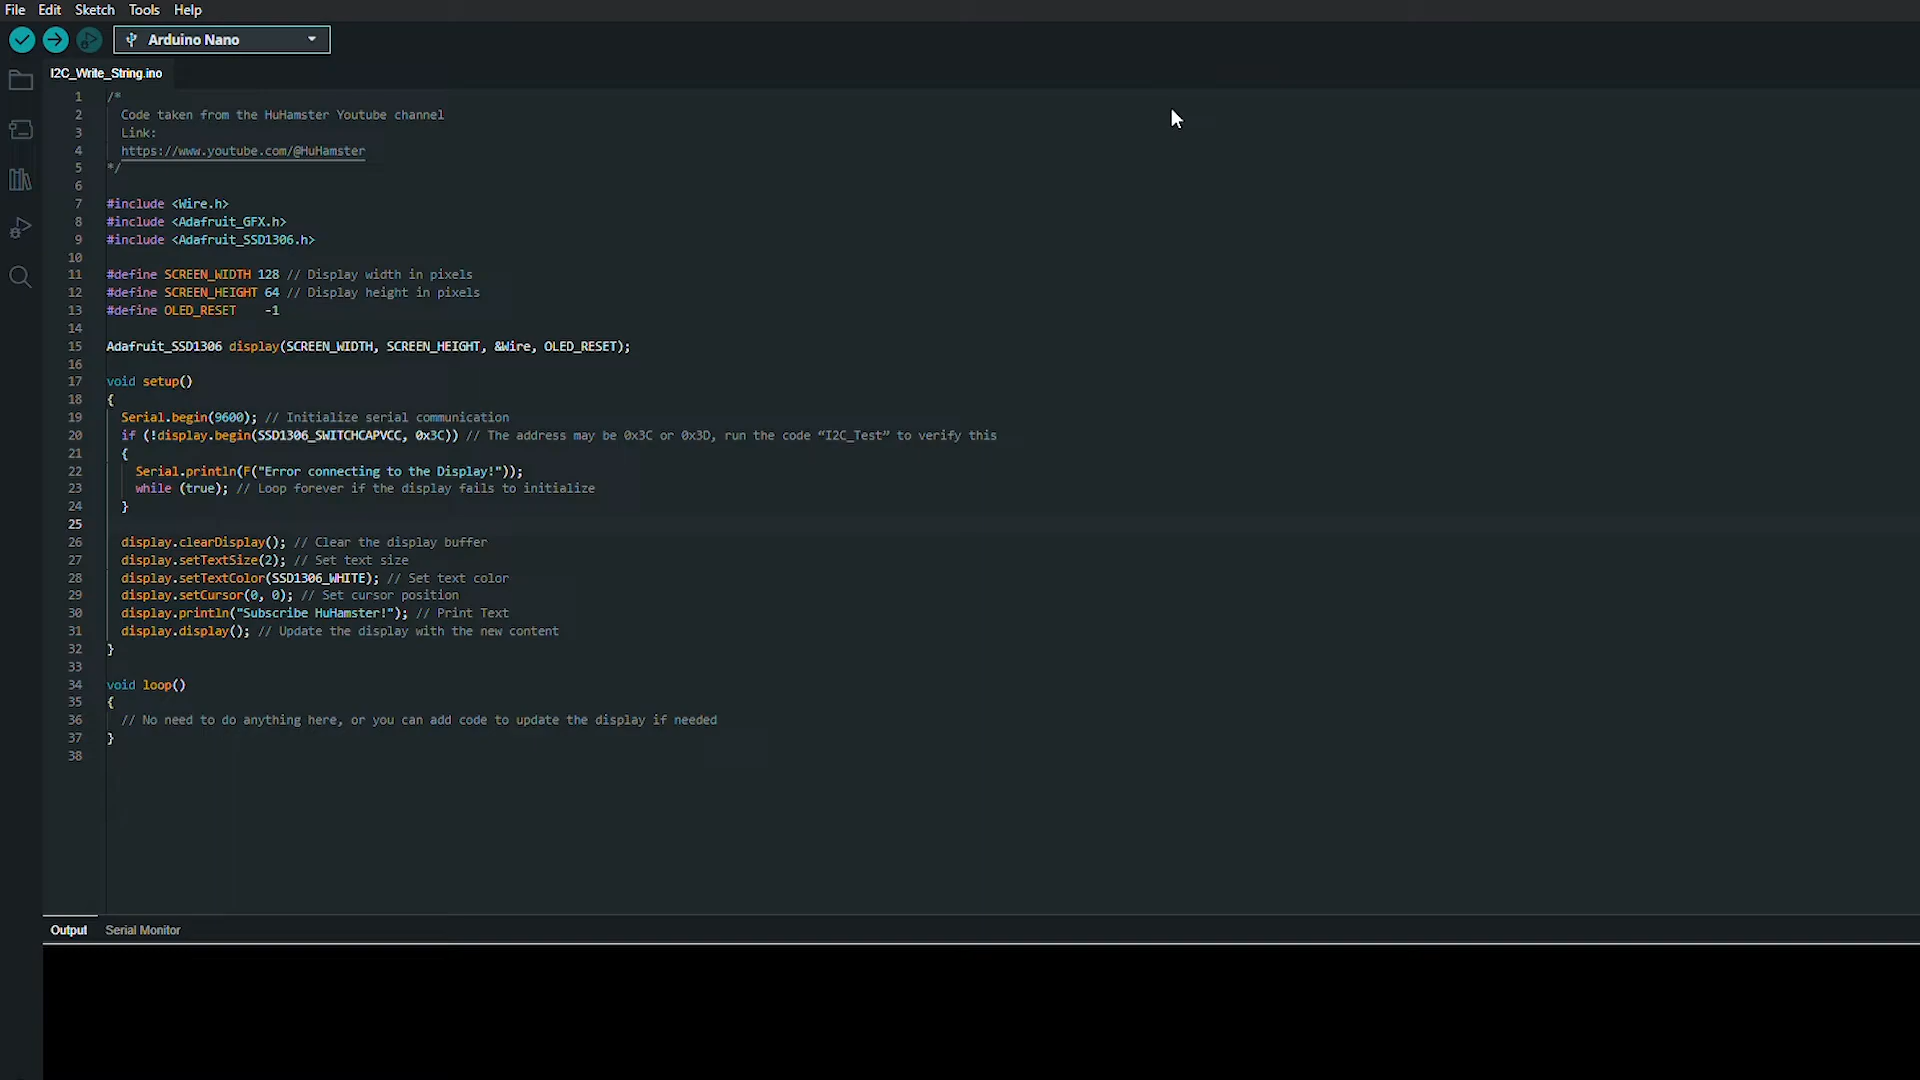 File Edit Sketch Tools Help
Arduino Nano
I2C_Write_String.ino
1 /*
2 Code taken from the HuHamster Youtube channel
3 Link:
4 https://www.youtube.com/@HuHamster
5 */
6
7 #include <Wire.h>
8 #include <Adafruit_GFX.h>
9 #include <Adafruit_SSD1306.h>
10
11 #define SCREEN_WIDTH 128 // Display width in pixels
12 #define SCREEN_HEIGHT 64 // Display height in pixels
13 #define OLED_RESET    -1
14
15 Adafruit_SSD1306 display(SCREEN_WIDTH, SCREEN_HEIGHT, &Wire, OLED_RESET);
16
17 void setup()
18 {
19 Serial.begin(9600); // Initialize serial communication
20 if (!display.begin(SSD1306_SWITCHCAPVCC, 0x3C)) // The address may be 0x3C or 0x3D, run the code “I2C_Test” to verify this
21 {
22 Serial.println(F("Error connecting to the Display!"));
23 while (true); // Loop forever if the display fails to initialize
24 }
25
26 display.clearDisplay(); // Clear the display buffer
27 display.setTextSize(2); // Set text size
28 display.setTextColor(SSD1306_WHITE); // Set text color
29 display.setCursor(0, 0); // Set cursor position
30 display.println("Subscribe HuHamster!"); // Print Text
31 display.display(); // Update the display with the new content
32 }
33
34 void loop()
35 {
36 // No need to do anything here, or you can add code to update the display if needed
37 }
38
Output Serial Monitor